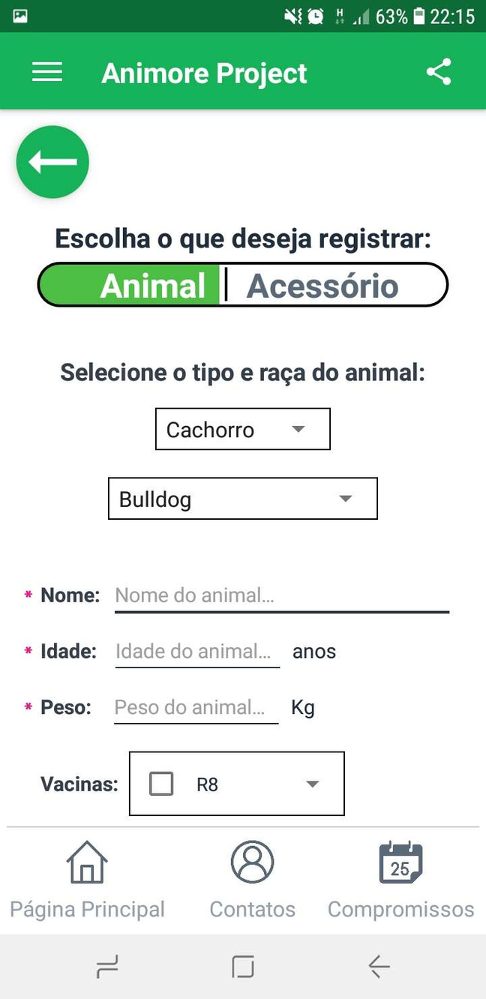 H 63% 22:15
Animore Project
Escolha o que deseja registrar:
Animal Acessório
Selecione o tipo e raça do animal:
Cachorro
Bulldog
* Nome: Nome do animal...
* Idade: Idade do animal... anos
* Peso: Peso do animal... Kg
Vacinas: R8
25
Página Principal Contatos Compromissos